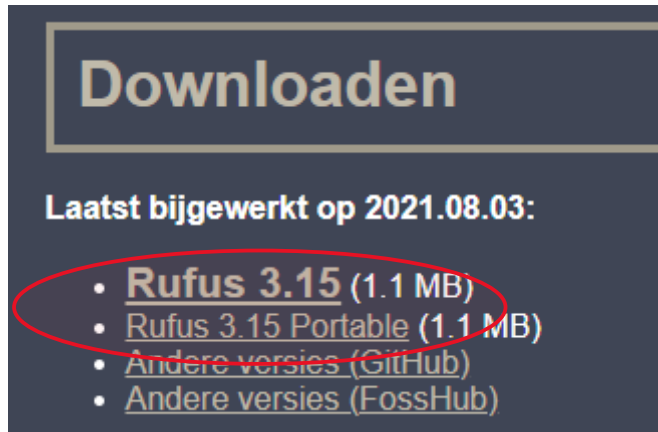 Downloaden
Laatst bijgewerkt op 2021.08.03:
• Rufus 3.15 (1.1 MB)
• Rufus 3.15 Portable (1.1 MB)
• Andere versies (GitHub)
• Andere versies (FossHub)